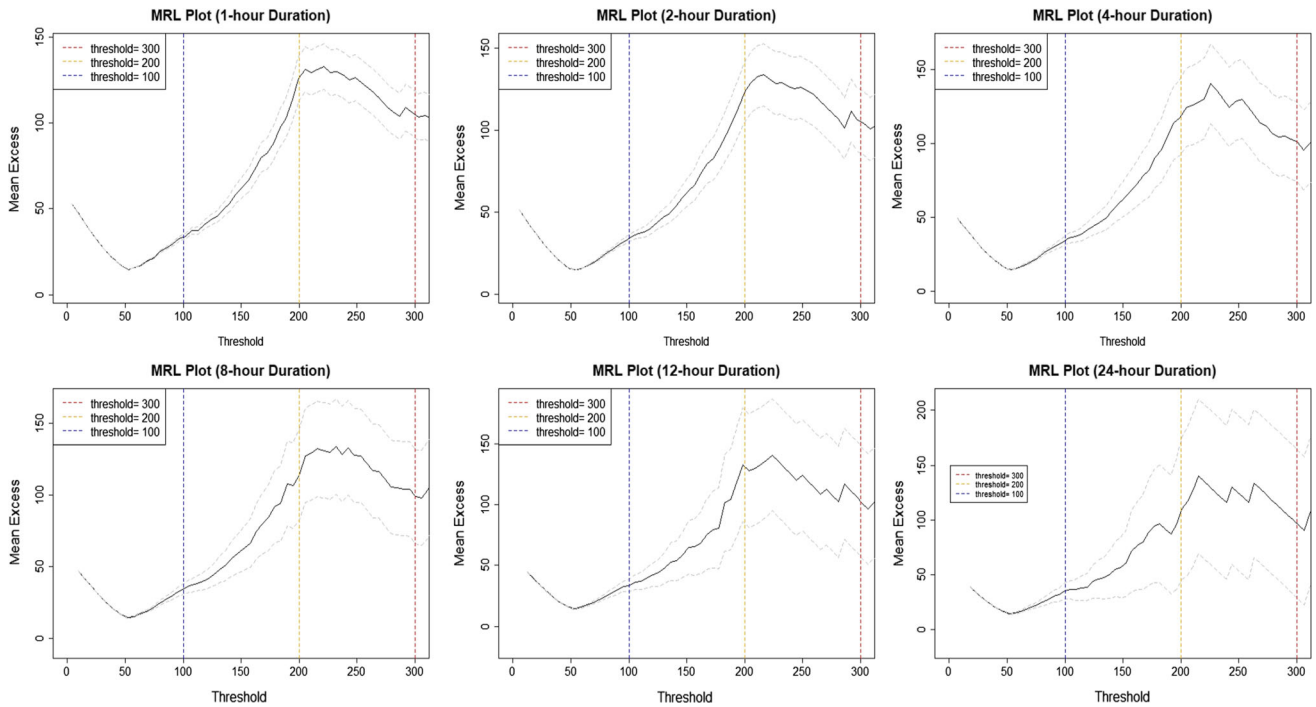 MRL Plot (1-hour Duration)
threshold= 300
threshold= 200
threshold= 100
Mean Excess
0
50
100
150
0
50
100
150
200
250
300
Threshold
MRL Plot (2-hour Duration)
threshold= 300
threshold= 200
threshold= 100
Mean Excess
0
50
100
150
0
50
100
150
200
250
300
Threshold
MRL Plot (4-hour Duration)
threshold= 300
threshold= 200
threshold= 100
Mean Excess
0
50
100
150
0
50
100
150
200
250
300
Threshold
MRL Plot (8-hour Duration)
threshold= 300
threshold= 200
threshold= 100
Mean Excess
0
50
100
150
0
50
100
150
200
250
300
Threshold
MRL Plot (12-hour Duration)
threshold= 300
threshold= 200
threshold= 100
Mean Excess
0
50
100
150
0
50
100
150
200
250
300
Threshold
MRL Plot (24-hour Duration)
threshold= 300
threshold= 200
threshold= 100
Mean Excess
0
50
100
150
200
0
50
100
150
200
250
300
Threshold